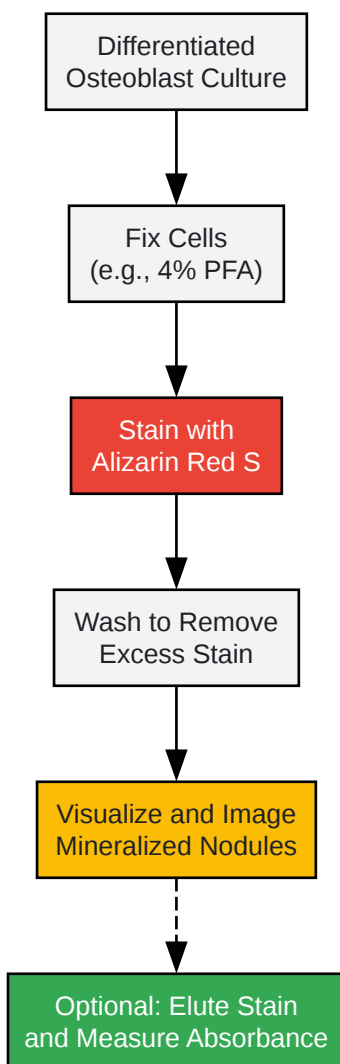 Differentiated
Osteoblast Culture
Fix Cells
(e.g., 4% PFA)
Stain with
Alizarin Red S
Wash to Remove
Excess Stain
Visualize and Image
Mineralized Nodules
Optional: Elute Stain
and Measure Absorbance